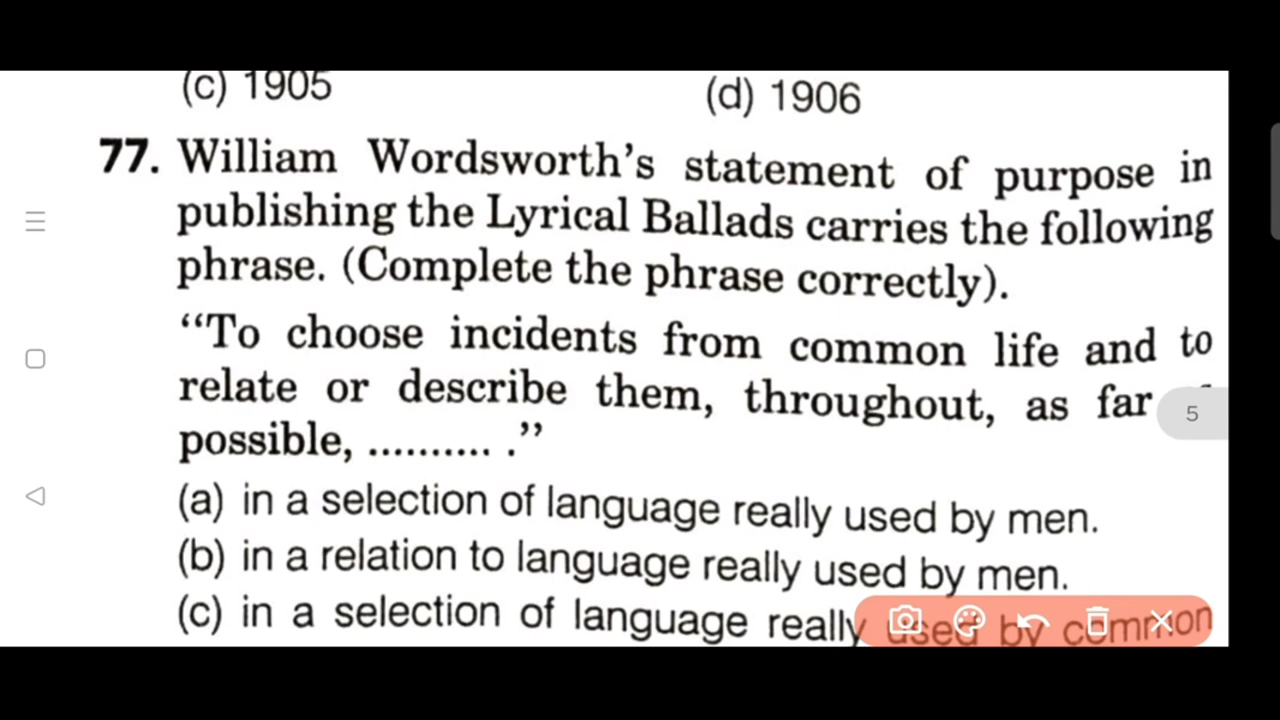 (c) 1905 (d) 1906
77. William Wordsworth's statement of purpose in
publishing the Lyrical Ballads carries the following
phrase. (Complete the phrase correctly).
“To choose incidents from common life and to
relate or describe them, throughout, as far
possible, ........... .”
5
(a) in a selection of language really used by men.
(b) in a relation to language really used by men.
(c) in a selection of language really used by common